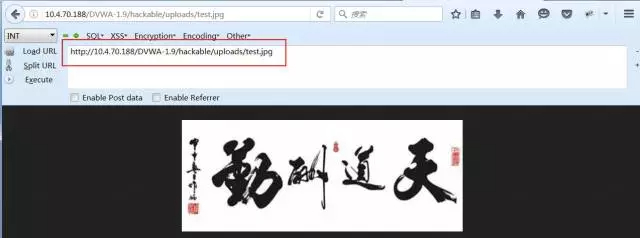 10.4.70.188/DVWA-1.9/hackable/uploads/test.jpg
搜索
INT
SQL XSS Encryption Encoding Other
Load URL
http://10.4.70.188/DVWA-1.9/hackable/uploads/test.jpg
Split URL
Execute
Enable Post data Enable Referrer
天道酬勤